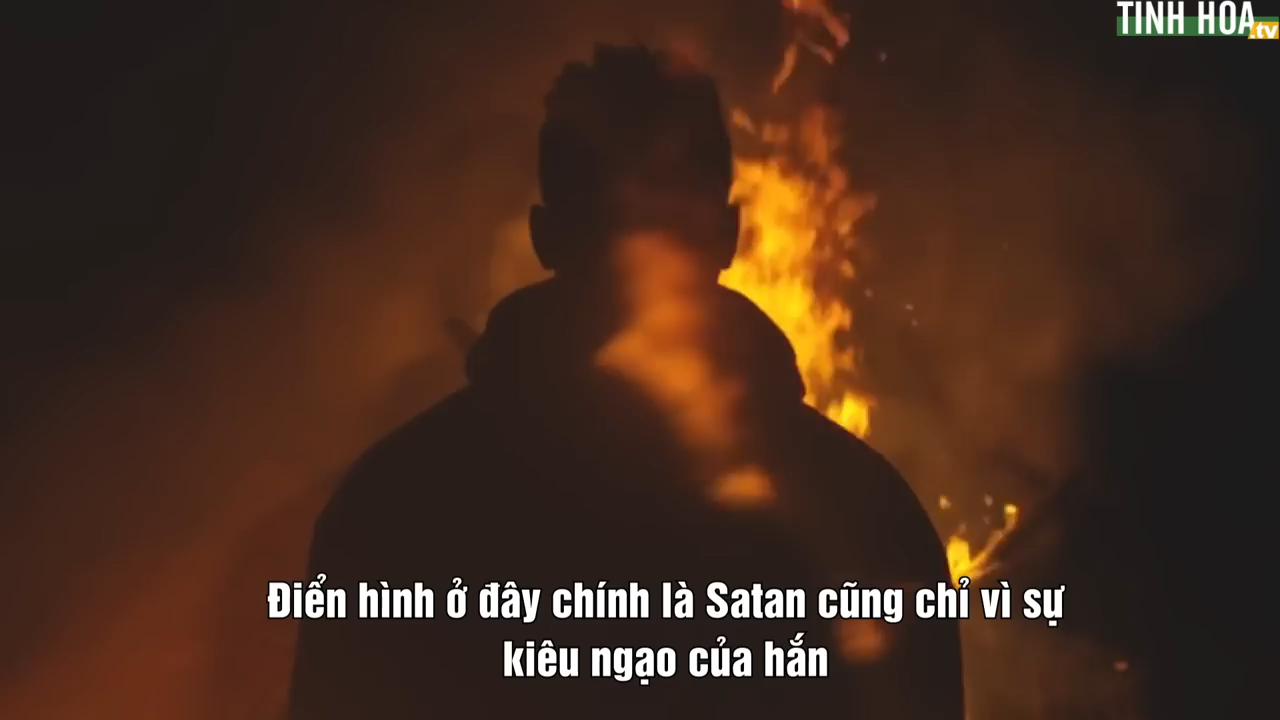 TINH HOA
.tv
Điển hình ở đây chính là Satan cũng chỉ vì sự
kiêu ngạo của hắn